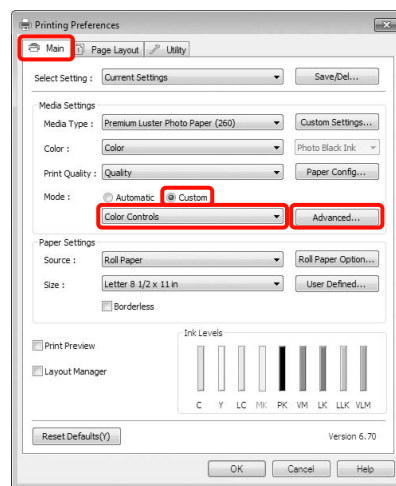 Printing Preferences
Main Page Layout Utility
Select Setting : Current Settings Save/Del...
Media Settings
Media Type : Premium Luster Photo Paper (260) Custom Settings...
Color : Color Photo Black Ink
Print Quality : Quality Paper Config...
Mode : Automatic Custom
Color Controls Advanced...
Paper Settings
Source : Roll Paper Roll Paper Option...
Size : Letter 8 1/2 x 11 in User Defined...
Borderless
Ink Levels
Print Preview
Layout Manager
C Y LC MK PK VM LK LLK VLM
Reset Defaults(Y) Version 6.70
OK Cancel Help